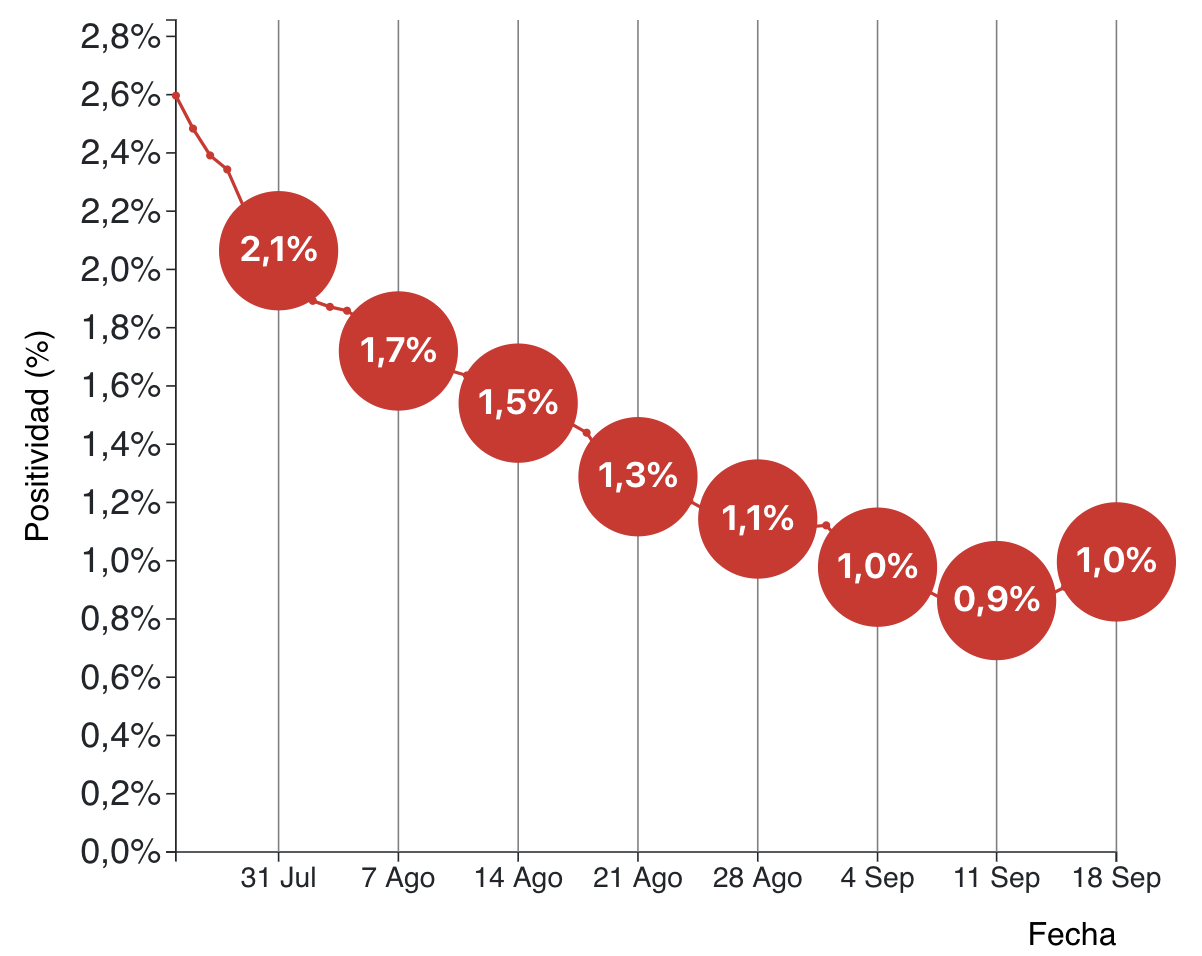 2,8%
2,6%
2,4%
2,2%
2,0%
1,8%
1,6%
1,4%
1,2%
1,0%
0,8%
0,6%
0,4%
0,2%
0,0%
Positividad (%)
2,1%
1,7%
1,5%
1,3%
1,1%
1,0%
0,9%
1,0%
31 Jul
7 Ago
14 Ago
21 Ago
28 Ago
4 Sep
11 Sep
18 Sep
Fecha